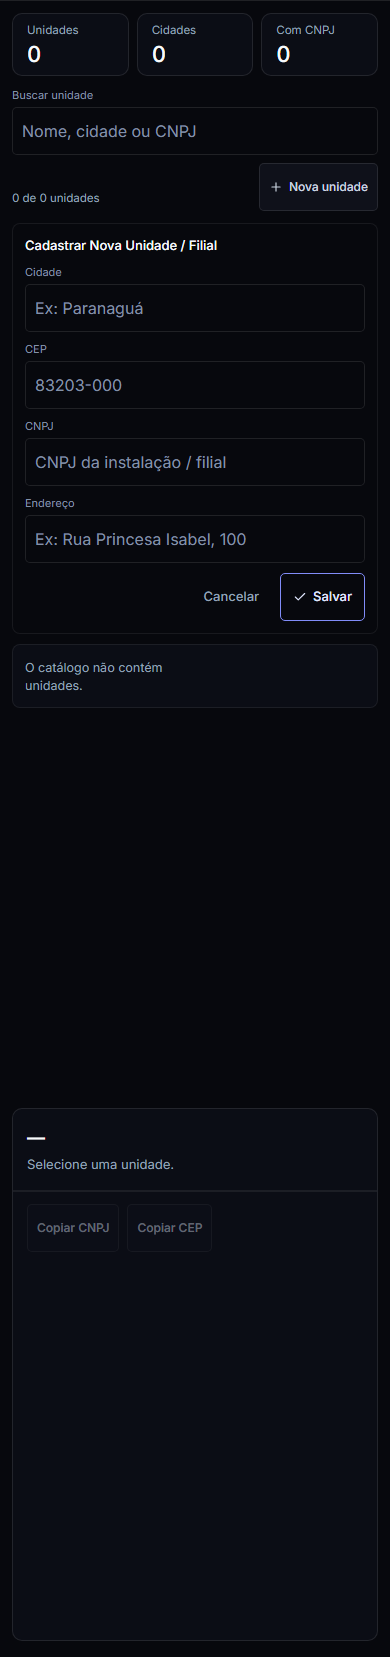 Unidades
0
Cidades
0
Com CNPJ
0
Buscar unidade
Nome, cidade ou CNPJ
0 de 0 unidades
Nova unidade
Cadastrar Nova Unidade / Filial
Cidade
Ex: Paranaguá
CEP
83203-000
CNPJ
CNPJ da instalação / filial
Endereço
Ex: Rua Princesa Isabel, 100
Cancelar
Salvar
O catálogo não contém
unidades.
—
Selecione uma unidade.
Copiar CNPJ
Copiar CEP